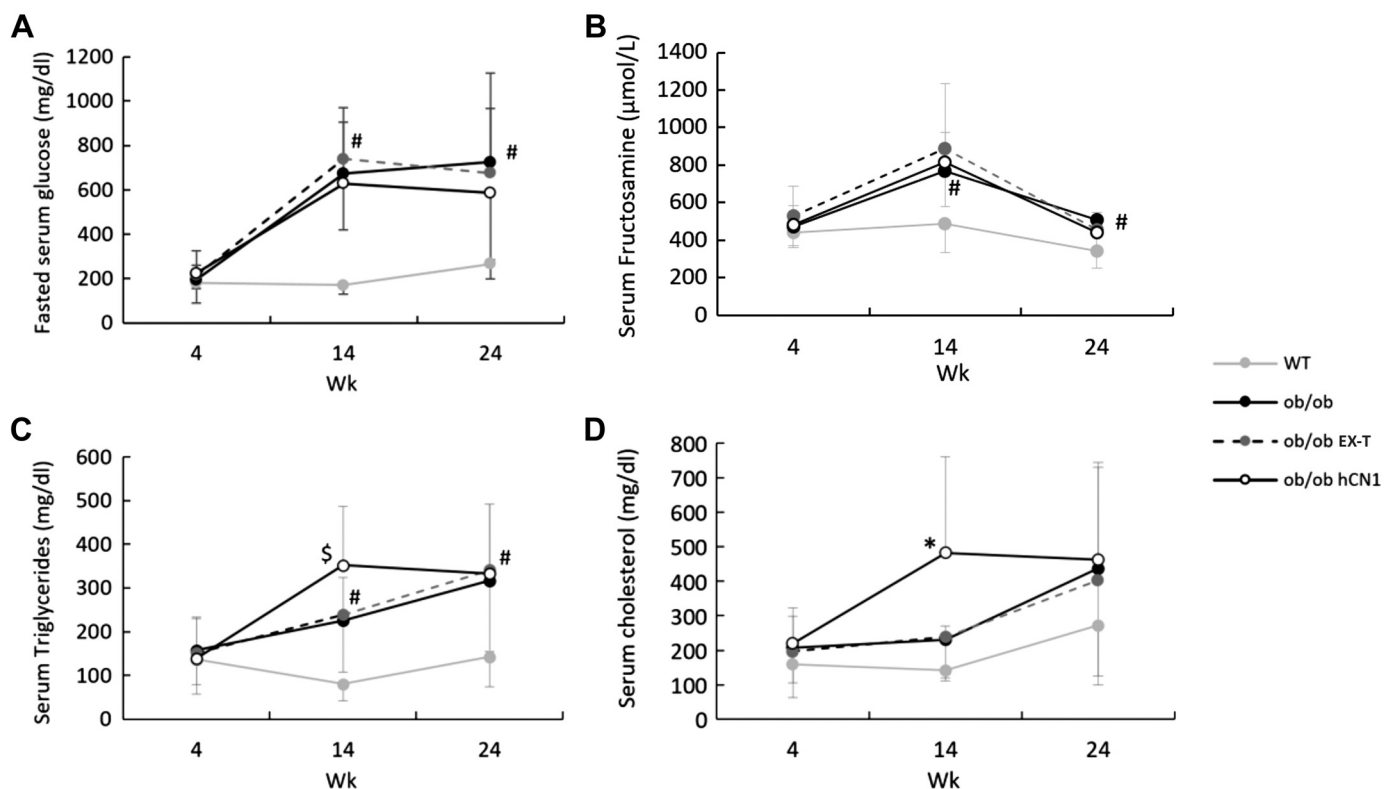 A
Fasted serum glucose (mg/dl)
1200
1000
800
600
400
200
0
#
#
4 14 24
Wk
B
Serum Fructosamine (µmol/L)
1400
1200
1000
800
600
400
200
0
#
#
4 14 24
Wk
C
Serum Triglycerides (mg/dl)
600
500
400
300
200
100
0
$
#
#
4 14 24
Wk
D
Serum cholesterol (mg/dl)
800
700
600
500
400
300
200
100
0
*
4 14 24
Wk
WT
ob/ob
ob/ob EX-T
ob/ob hCN1